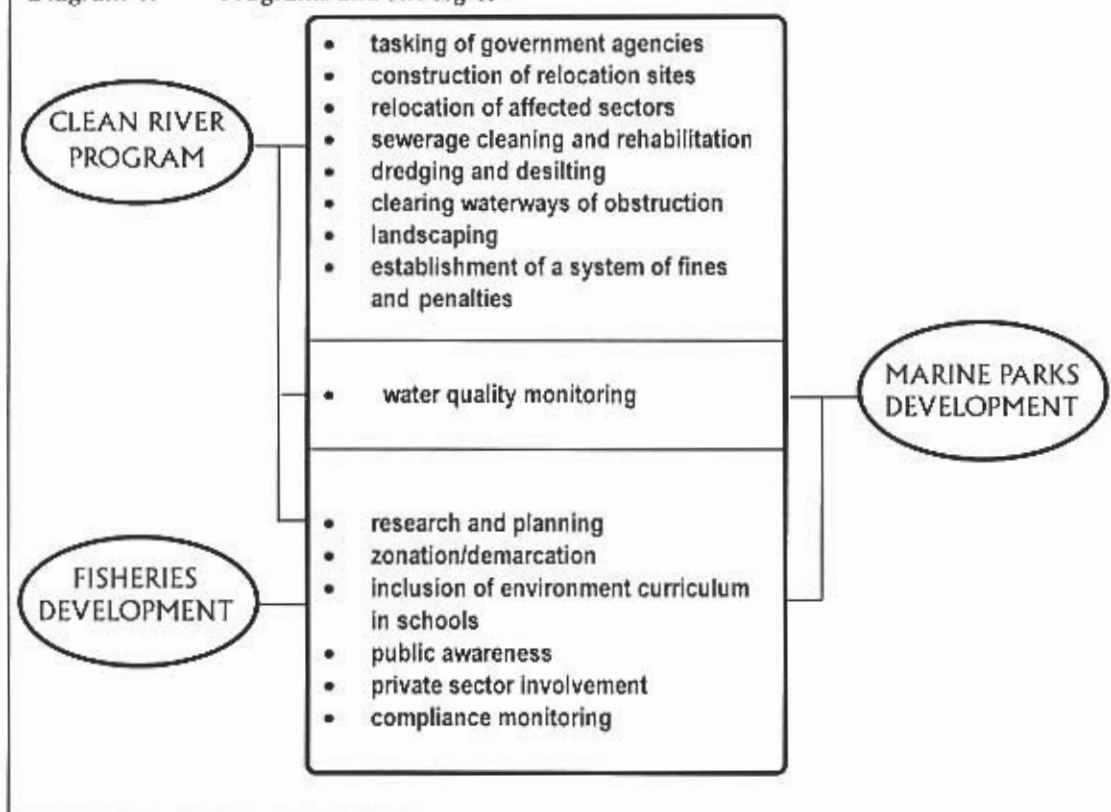 • tasking of government agencies
• construction of relocation sites
• relocation of affected sectors
• sewerage cleaning and rehabilitation
• dredging and desilting
• clearing waterways of obstruction
• landscaping
• establishment of a system of fines
and penalties
CLEAN RIVER
PROGRAM
• water quality monitoring
MARINE PARKS
DEVELOPMENT
• research and planning
• zonation/demarcation
• inclusion of environment curriculum
in schools
• public awareness
• private sector involvement
• compliance monitoring
FISHERIES
DEVELOPMENT